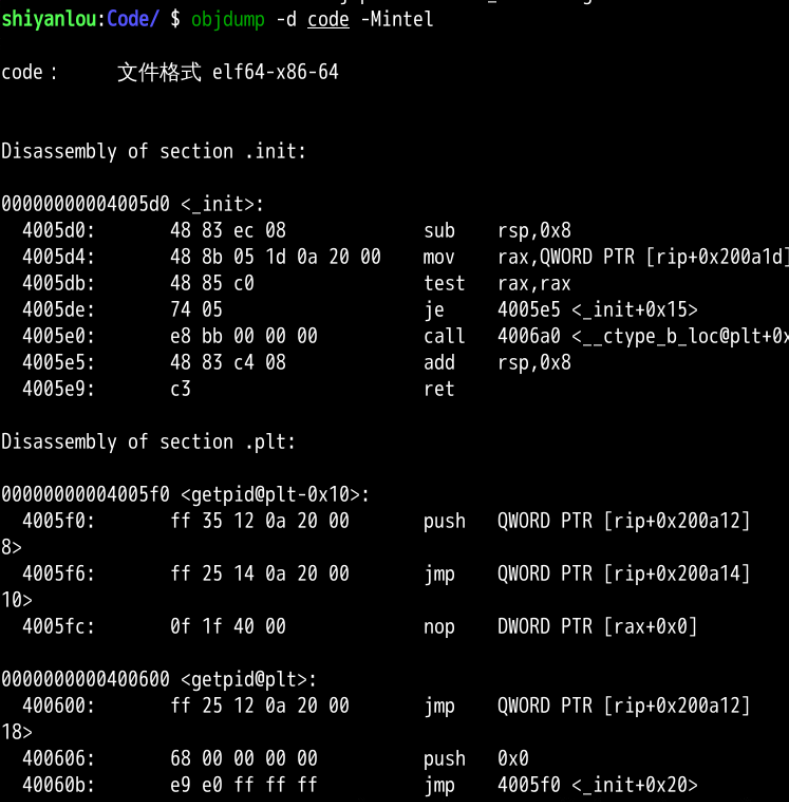 shiyanlou:Code/ $ objdump -d code -Mintel
code：     文件格式 elf64-x86-64
Disassembly of section .init:
00000000004005d0 <_init>:
4005d0:       48 83 ec 08             sub    rsp,0x8
4005d4:       48 8b 05 1d 0a 20 00    mov    rax,QWORD PTR [rip+0x200a1d]
4005db:       48 85 c0                test   rax,rax
4005de:       74 05                   je     4005e5 <_init+0x15>
4005e0:       e8 bb 00 00 00          call   4006a0 <__ctype_b_loc@plt+0x
4005e5:       48 83 c4 08             add    rsp,0x8
4005e9:       c3                      ret
Disassembly of section .plt:
00000000004005f0 <getpid@plt-0x10>:
4005f0:       ff 35 12 0a 20 00       push   QWORD PTR [rip+0x200a12]
8>
4005f6:       ff 25 14 0a 20 00       jmp    QWORD PTR [rip+0x200a14]
10>
4005fc:       0f 1f 40 00             nop    DWORD PTR [rax+0x0]
0000000000400600 <getpid@plt>:
400600:       ff 25 12 0a 20 00       jmp    QWORD PTR [rip+0x200a12]
18>
400606:       68 00 00 00 00          push   0x0
40060b:       e9 e0 ff ff ff          jmp    4005f0 <_init+0x20>